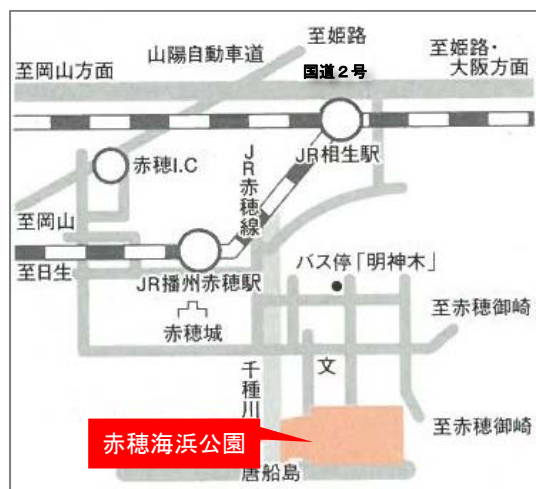 至姫路
山陽自動車道
至姫路・
大阪方面
至岡山方面
国道2号
JR相生駅
赤穂I.C
JR赤穂線
至岡山
至日生
JR播州赤穂駅
バス停「明神木」
赤穂城
至赤穂御崎
文
千種川
赤穂海浜公園
至赤穂御崎
唐船島